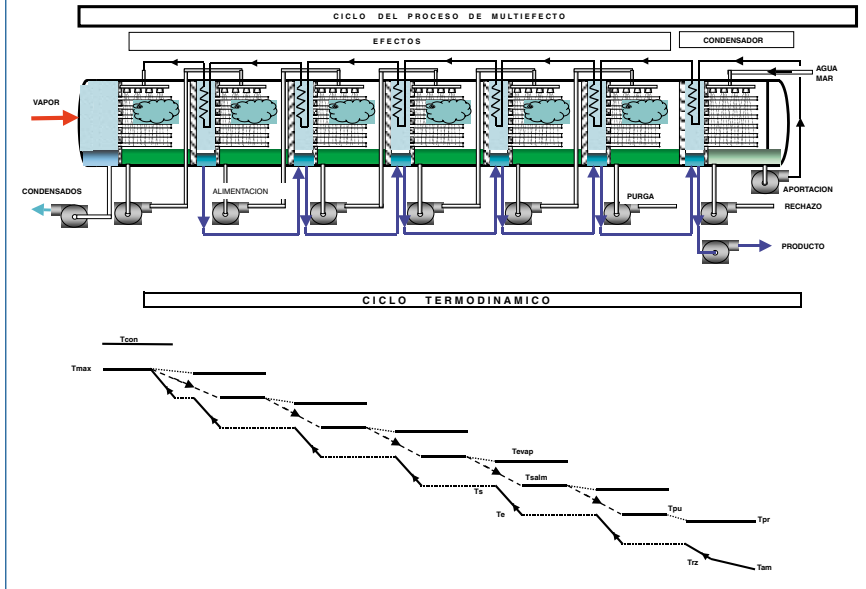 CICLO DEL PROCESO DE MULTIEFECTO
EFECTOS
CONDENSADOR
AGUA
MAR
VAPOR
CONDENSADOS
ALIMENTACION
PURGA
APORTACION
RECHAZO
PRODUCTO
CICLO TERMODINAMICO
Tcon
Tmax
Tevap
Tsalm
Ts
Te
Tpu
Tpr
Trz
Tam